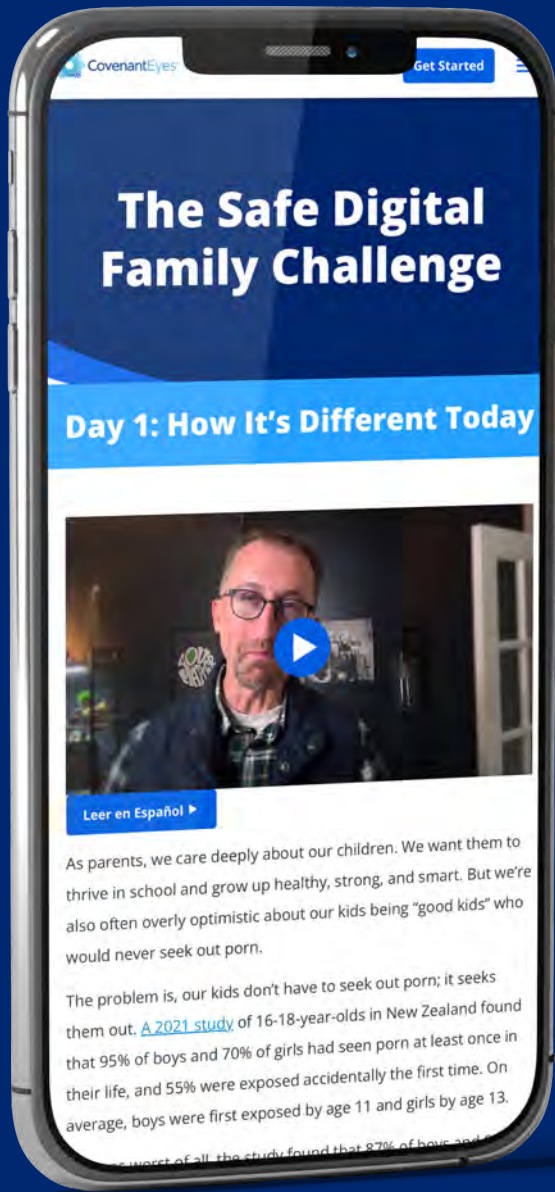 CovenantEyes
Get Started
The Safe Digital
Family Challenge
Day 1: How It's Different Today
Leer en Español
As parents, we care deeply about our children. We want them to
thrive in school and grow up healthy, strong, and smart. But we're
also often overly optimistic about our kids being "good kids" who
would never seek out porn.
The problem is, our kids don't have to seek out porn; it seeks
them out. A 2021 study of 16-18-year-olds in New Zealand found
that 95% of boys and 70% of girls had seen porn at least once in
their life, and 55% were exposed accidentally the first time. On
average, boys were first exposed by age 11 and girls by age 13.
worst of all, the study found that 87% of boys and